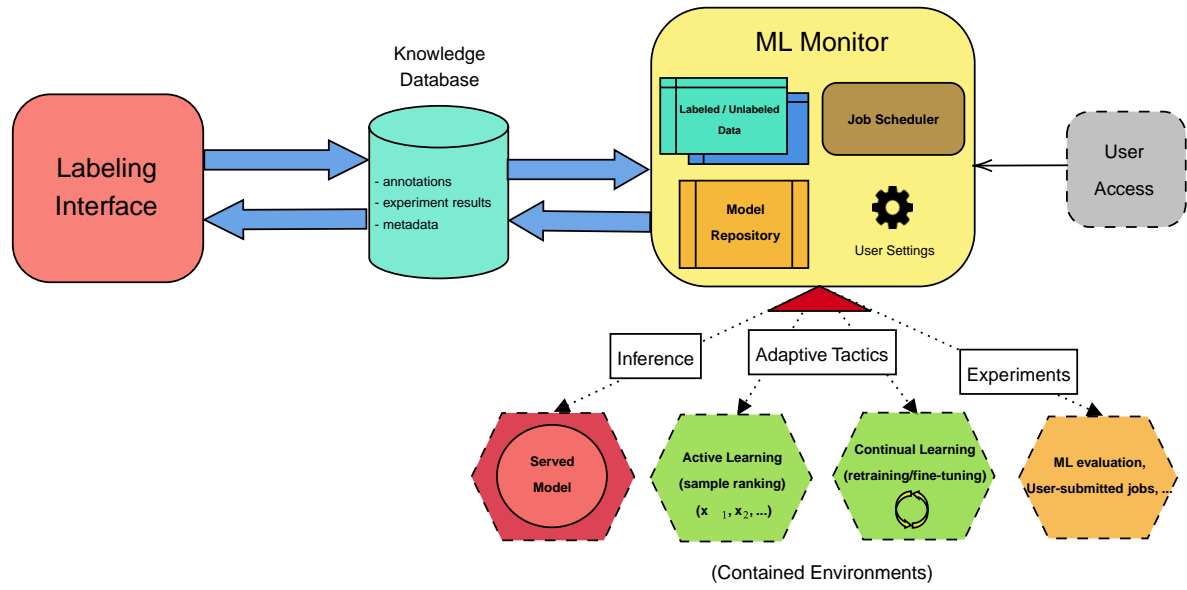 Knowledge
Database
ML Monitor
Labeling
Interface
- annotations
- experiment results
- metadata
Labeled / Unlabeled
Data
Job Scheduler
Model
Repository
User Settings
User
Access
Inference
Adaptive Tactics
Experiments
Served
Model
Active Learning
(sample ranking)
(x 1, x2, ...)
Continual Learning
(retraining/fine-tuning)
ML evaluation,
User-submitted jobs, ...
(Contained Environments)